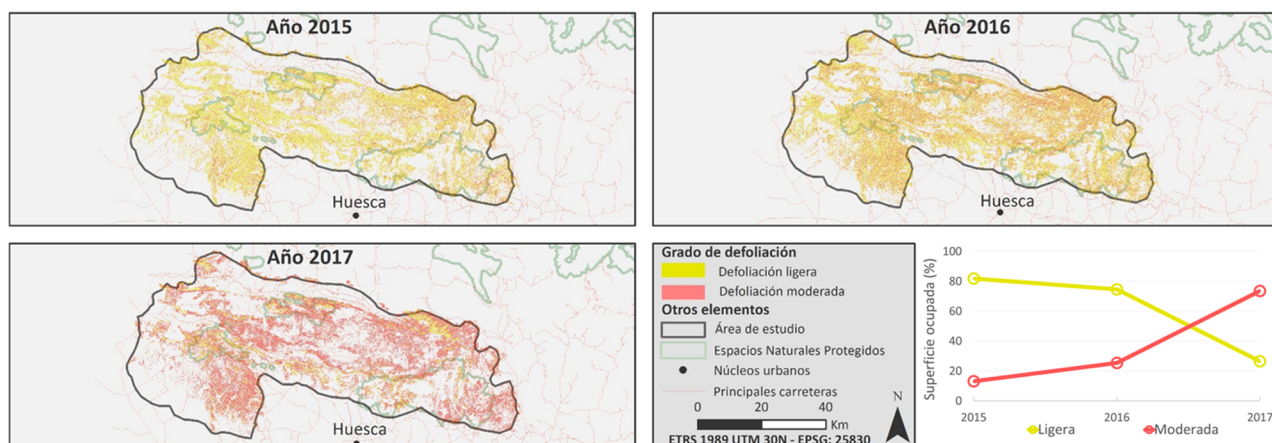 Año 2015
Huesca
Año 2016
Huesca
Año 2017
Huesca
Grado de defoliación
Defoliación ligera
Defoliación moderada
Otros elementos
Área de estudio
Espacios Naturales Protegidos
Núcleos urbanos
Principales carreteras
N
0 20 40
Km
ETRS 1989 UTM 30N - EPSG: 25830
Superficie ocupada (%)
100
80
60
40
20
0
2015 2016 2017
Ligera Moderada